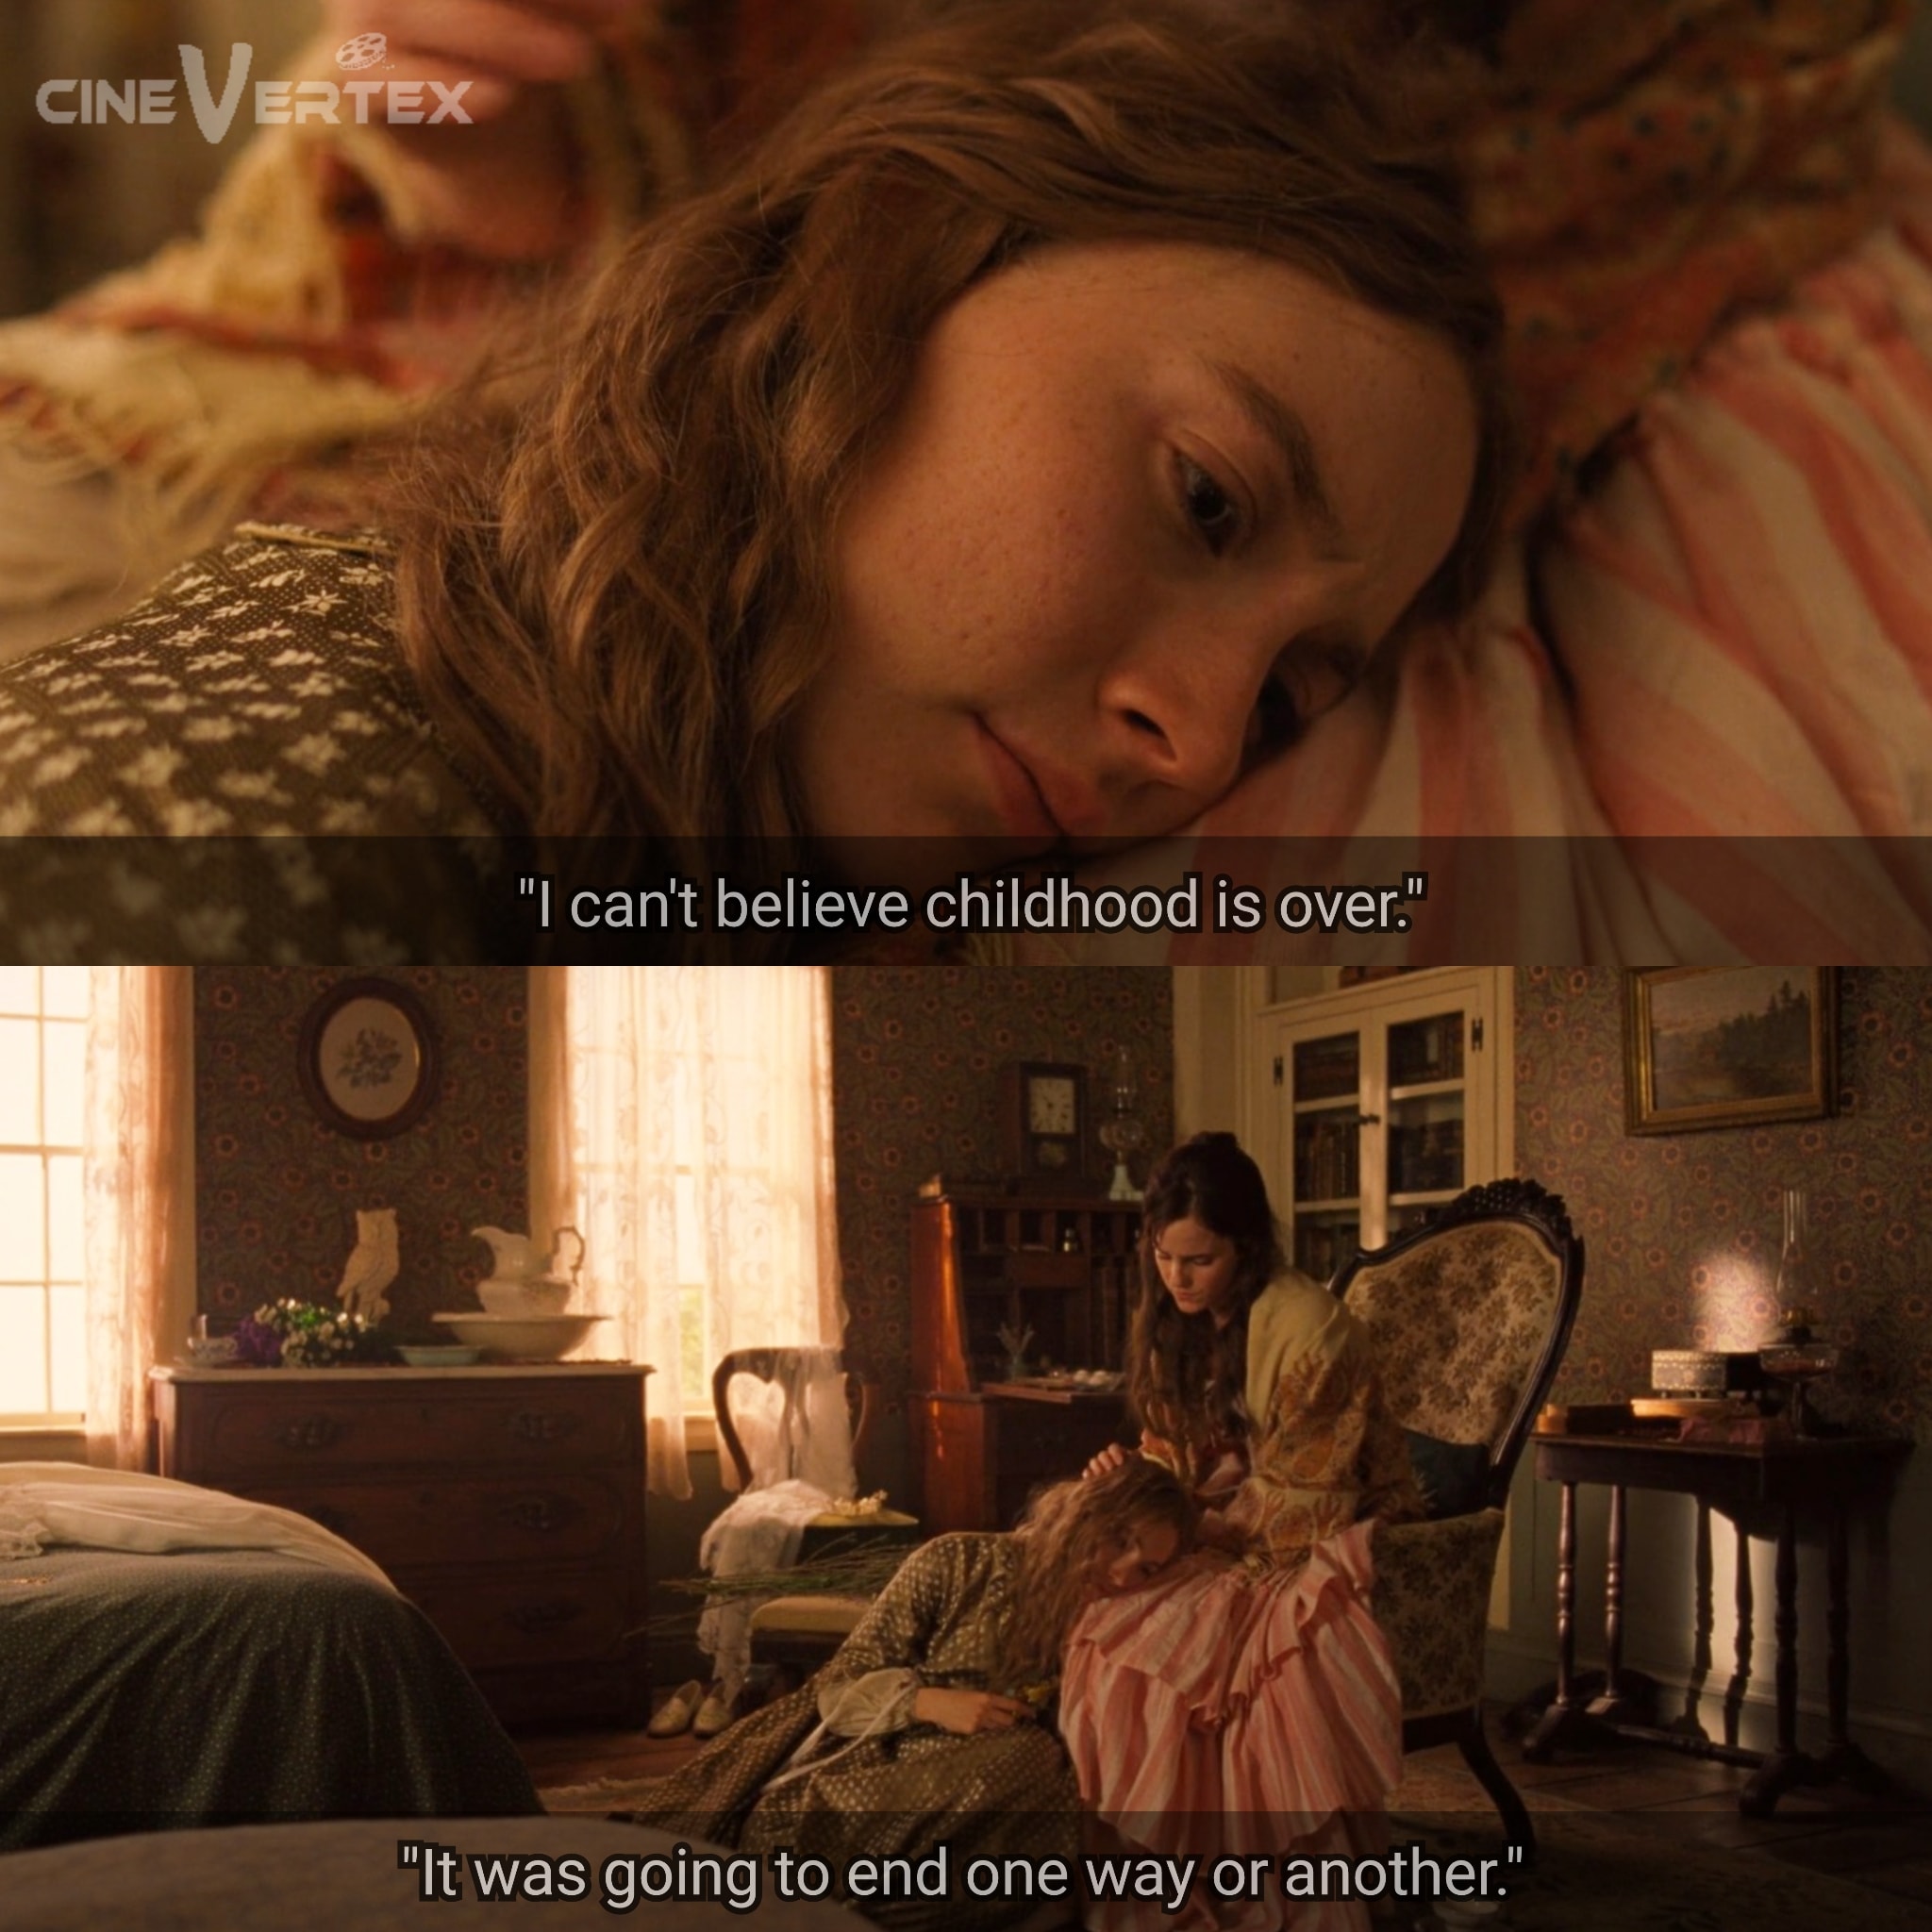 CINEVERTEX
"I can't believe childhood is over."
"It was going to end one way or another."